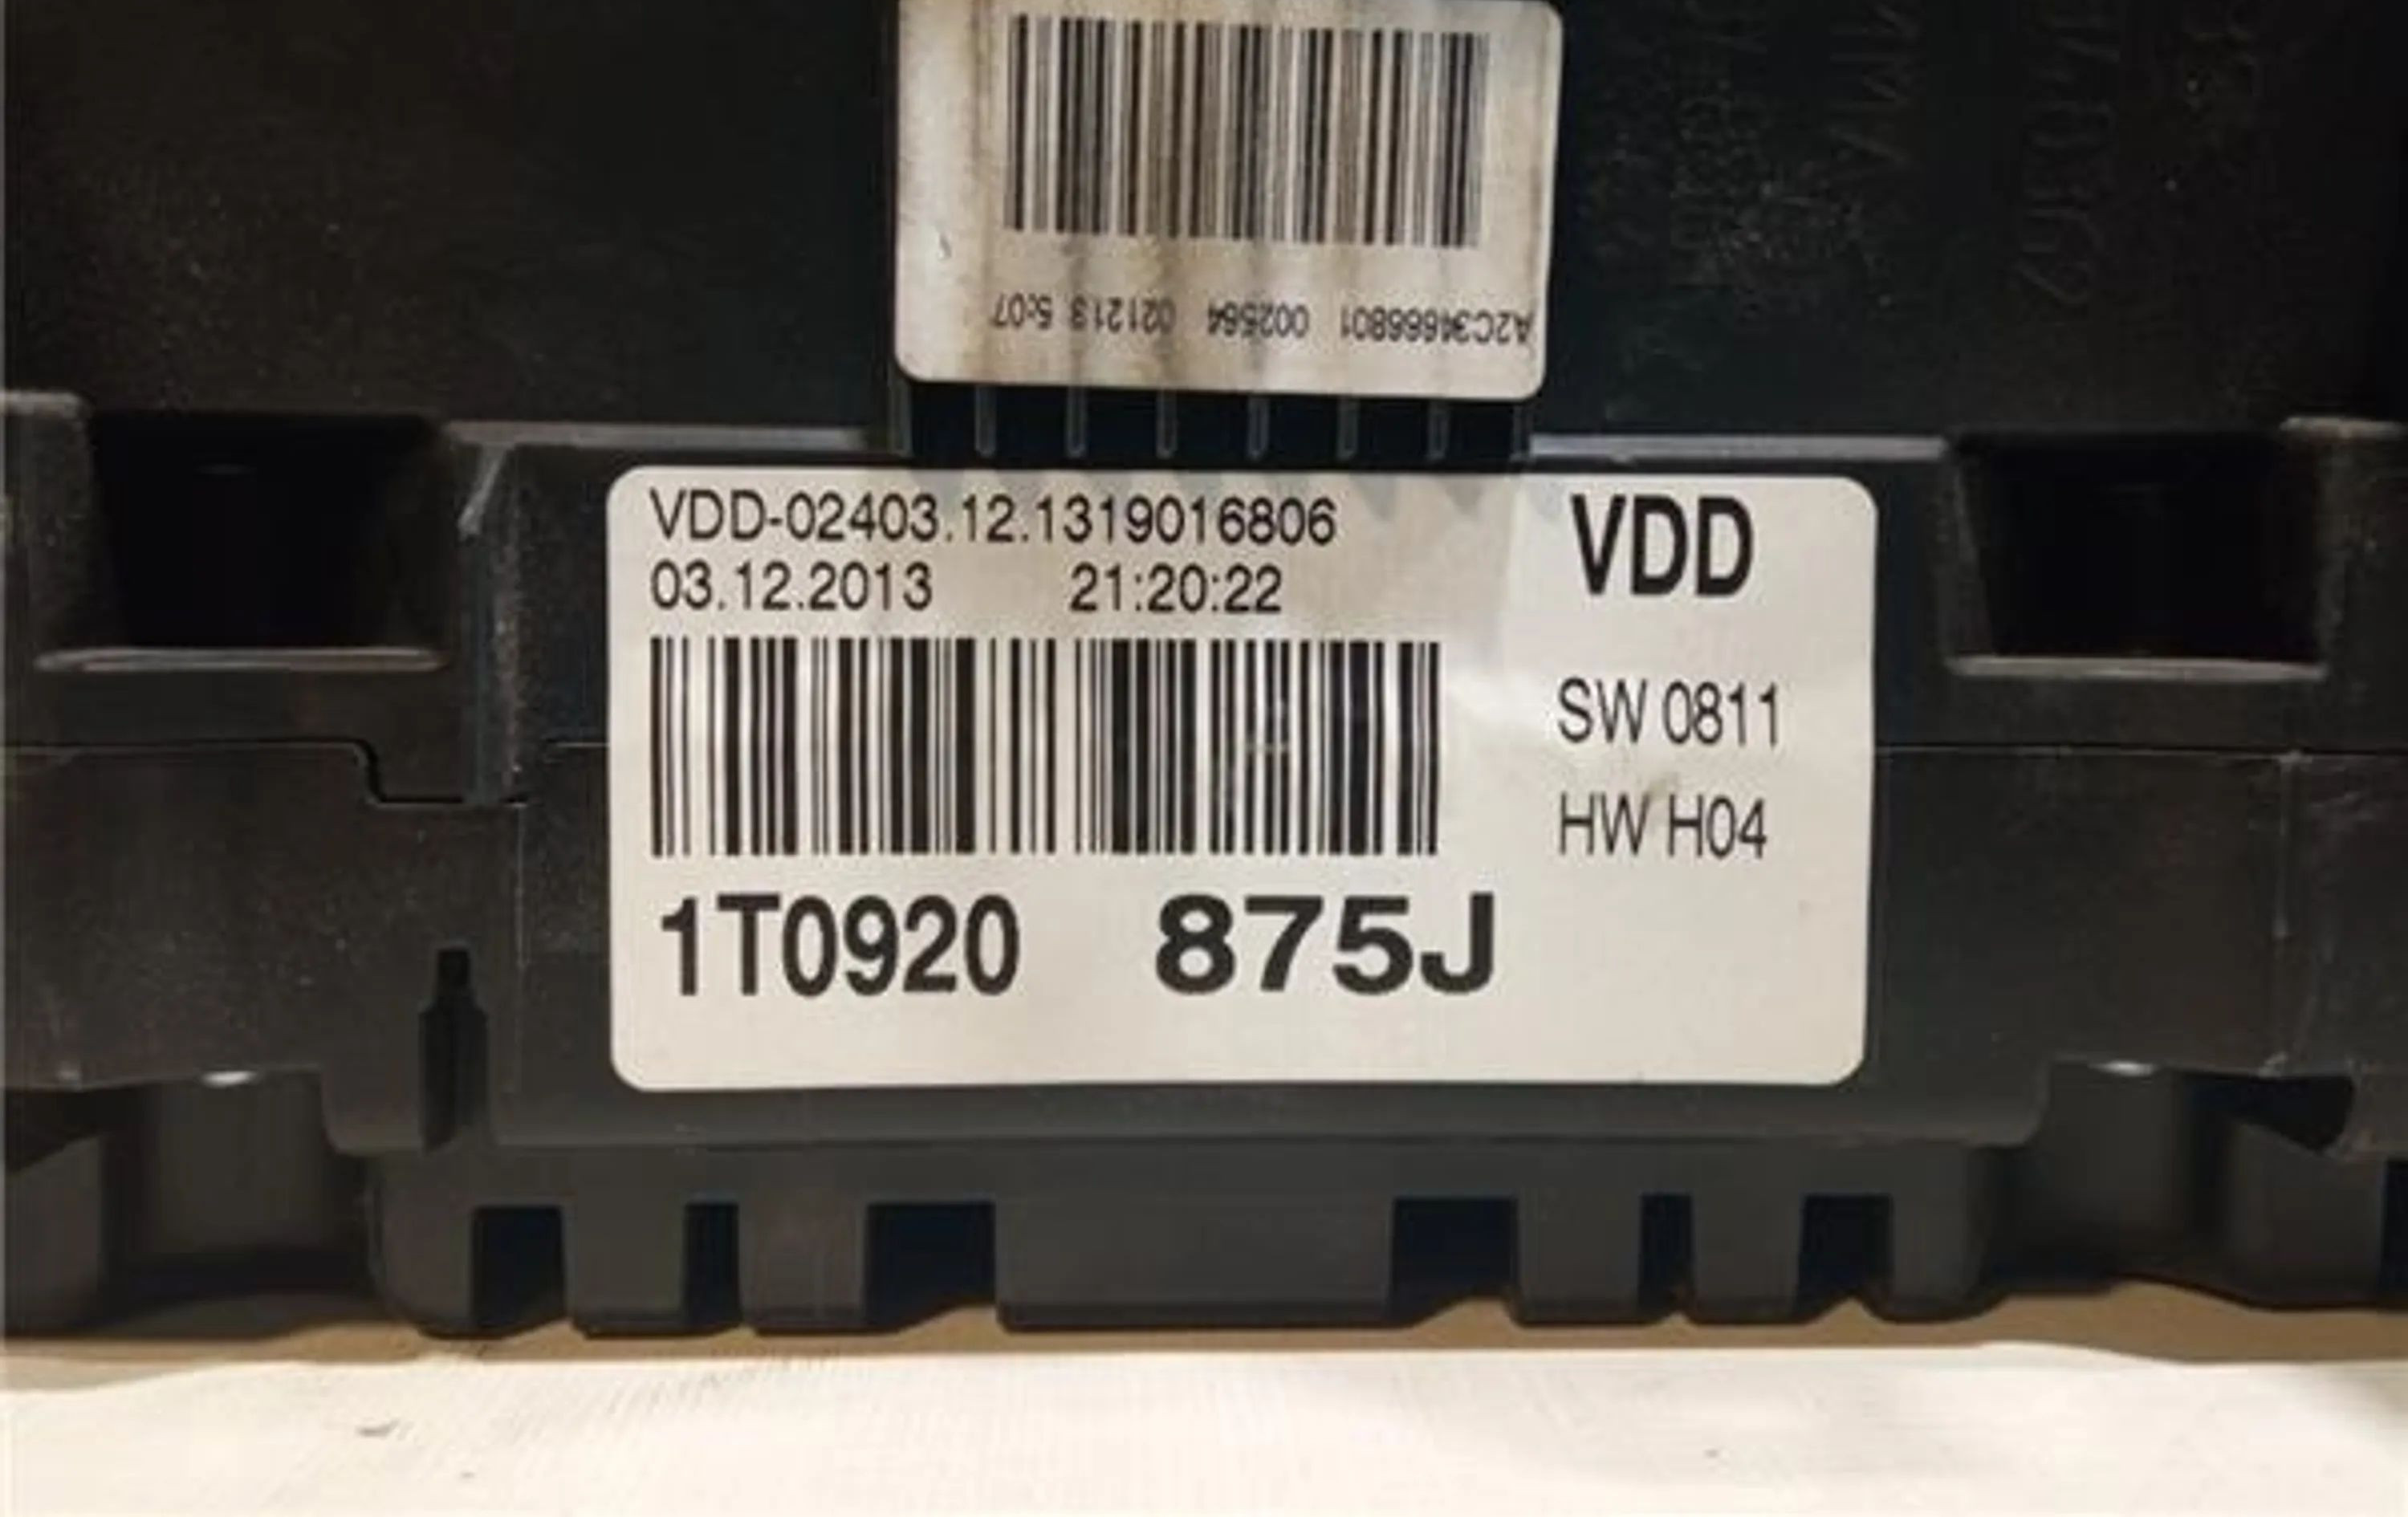 A2C34666801 002564 021213 5:07
VDD-02403.12.1319016806
03.12.2013 21:20:22
VDD
SW 0811
HW H04
1T0920 875J